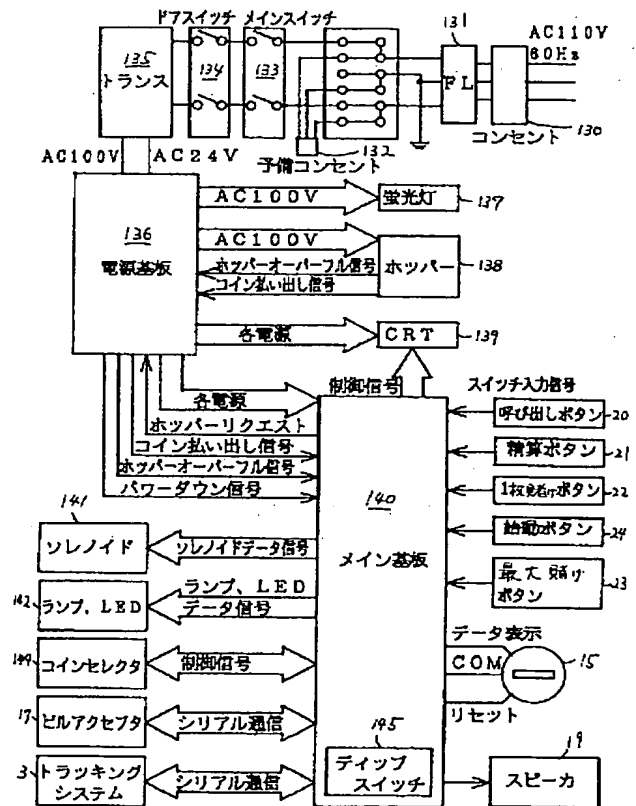 ドアスイッチ メインスイッチ
131
AC110V
60Hz
135
トランス
134
133
FL
コンセント
130
132
予備コンセント
AC100V
AC24V
136
電源基板
AC100V
蛍光灯
137
AC100V
ホッパーオーバーフル信号
コイン払い出し信号
ホッパー
138
各電源
CRT
139
制御信号
スイッチ入力信号
各電源
ホッパーリクエスト
コイン払い出し信号
ホッパーオーバーフル信号
パワーダウン信号
呼び出しボタン
20
精算ボタン
21
1枚賭けボタン
22
始動ボタン
24
最大賭け
ボタン
23
140
メイン基板
141
ソレノイド
ソレノイドデータ信号
142
ランプ、LED
ランプ、LED
データ信号
144
コインセレクタ
制御信号
17
ビルアクセプタ
シリアル通信
3
トラッキング
システム
シリアル通信
データ表示
COM
リセット
15
145
ディップ
スイッチ
19
スピーカ